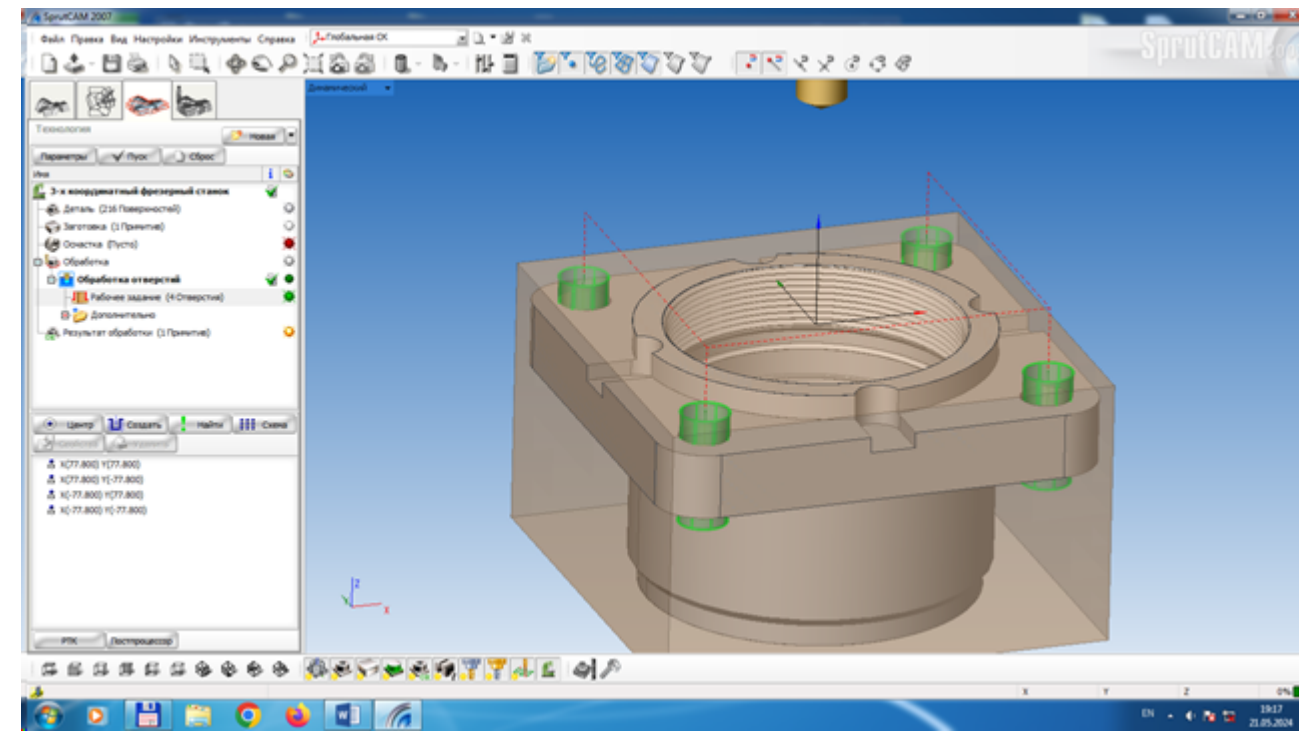 SprutCAM 2007
Файл Правка Вид Настройки Инструменты Справка Глобальная СК
SprutCAM 2007
Динамический
Технология
Новая
Параметры Пуск Сброс
Имя
3-х координатный фрезерный станок
Деталь (216 Поверхностей)
Заготовка (1 Примитив)
Оснастка (Пусто)
Обработка
Обработка отверстий
Рабочее задание (4 Отверстия)
Дополнительно
Результат обработки (1 Примитив)
Центр Создать Найти Схема
Свойства
X(77.800) Y(77.800)
X(77.800) Y(-77.800)
X(-77.800) Y(77.800)
X(-77.800) Y(-77.800)
Z
Y
X
РТК Постпроцессор
X Y Z 0%
EN 19:17
21.05.2024